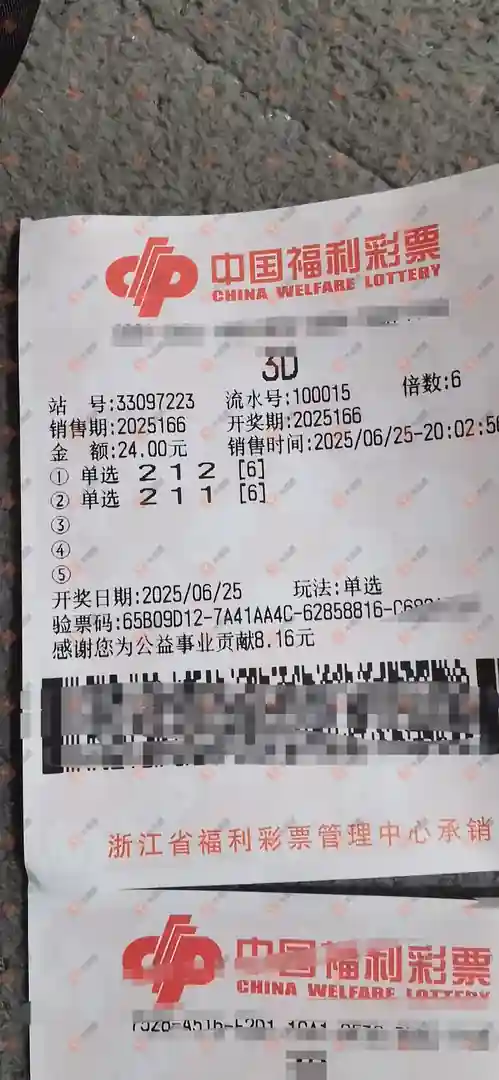 中国福利彩票
CHINA WELFARE LOTTERY
3D
站 号:33097223 流水号:100015 倍数:6
销售期:2025166 开奖期:2025166
金 额:24.00元 销售时间:2025/06/25-20:02:56
① 单选 2 1 2 [6]
② 单选 2 1 1 [6]
③
④
⑤
开奖日期:2025/06/25 玩法:单选
验票码:65B09D12-7A41AA4C-62858816-
感谢您为公益事业贡献8.16元
浙江省福利彩票管理中心承销
中国福利彩票
CHINA WELFARE LOTTERY